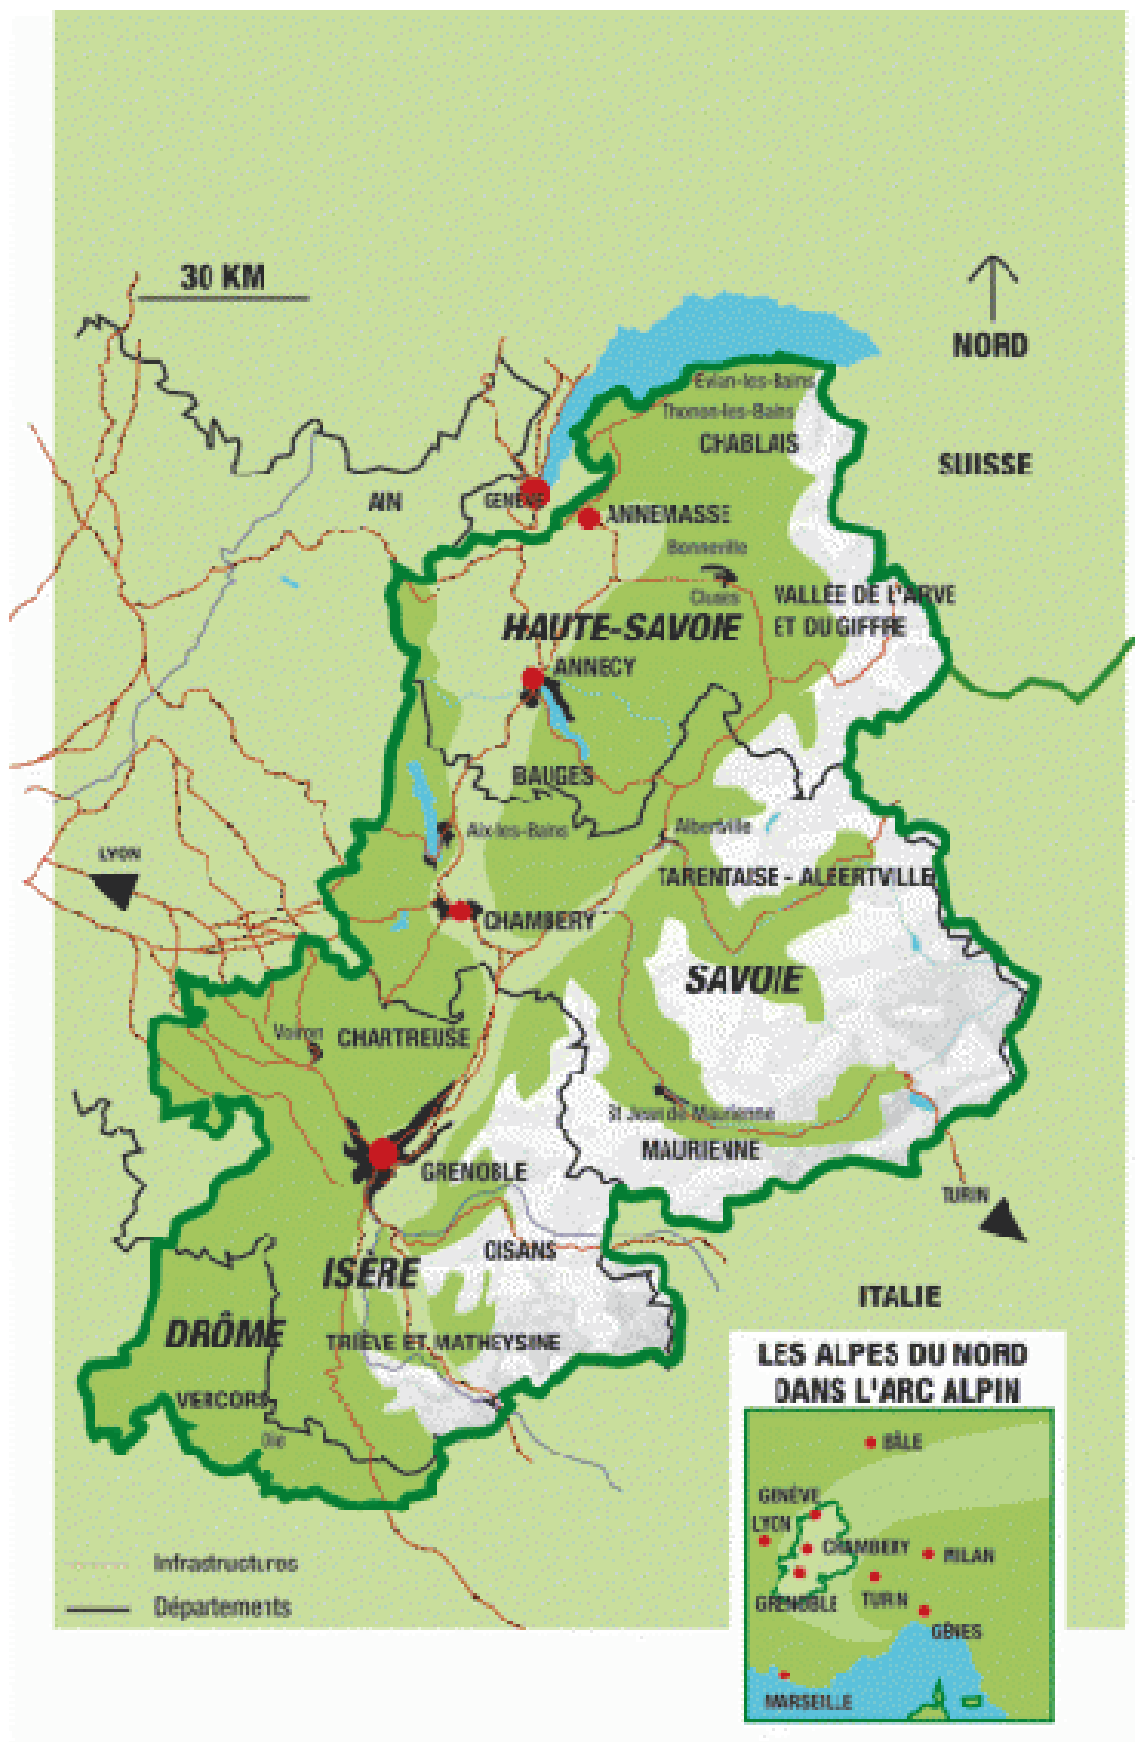 30 KM
NORD
Evian-les-Bains
Thonon-les-Bains
CHABLAIS
SUISSE
AIN
GENÈVE
ANNEMASSE
Bonneville
Cluses
VALLÉE DE L'ARVE
ET DU GIFFRE
HAUTE-SAVOIE
ANNECY
BAUGES
Aix-les-Bains
Albertville
LYON
TARENTAISE - ALBERTVILLE
CHAMBERY
SAVOIE
Voiron
CHARTREUSE
St Jean de Maurienne
MAURIENNE
GRENOBLE
TURIN
OISANS
ISÈRE
ITALIE
DRÔME
TRIÈVE ET MATHEYSINE
VERCORS
Die
LES ALPES DU NORD
DANS L'ARC ALPIN
BÂLE
GENÈVE
LYON
CHAMBERY
MILAN
GRENOBLE
TURIN
GÊNES
MARSEILLE
Infrastructures
Départements